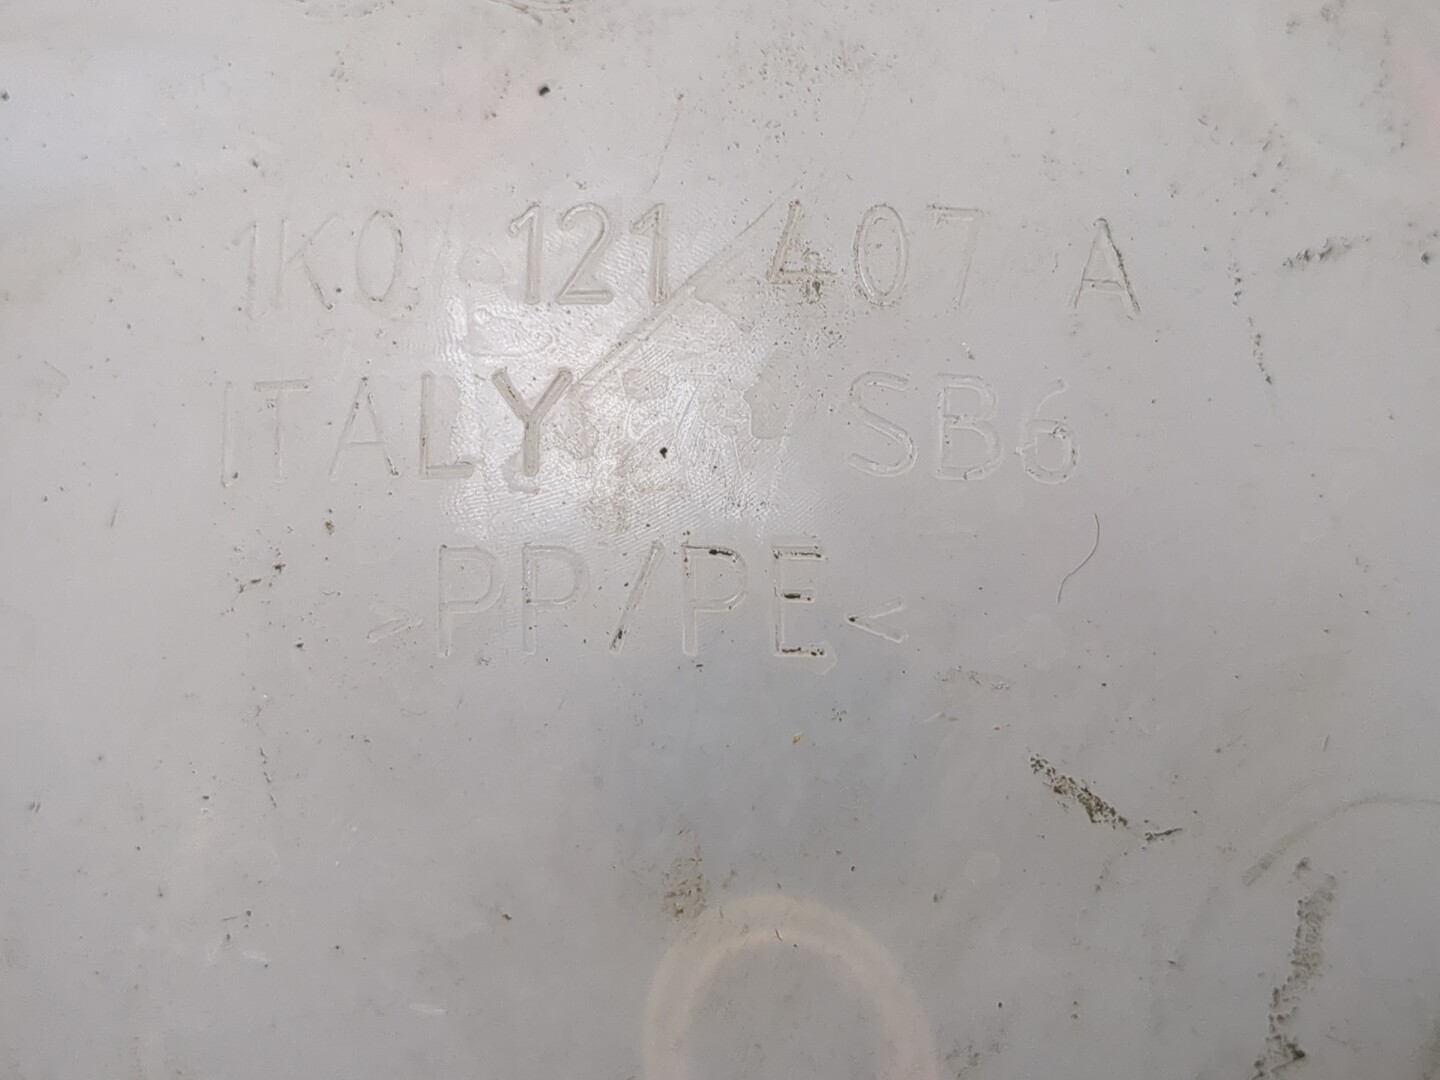 1K0 121 407 A
ITALY SB6
>PP/PE<